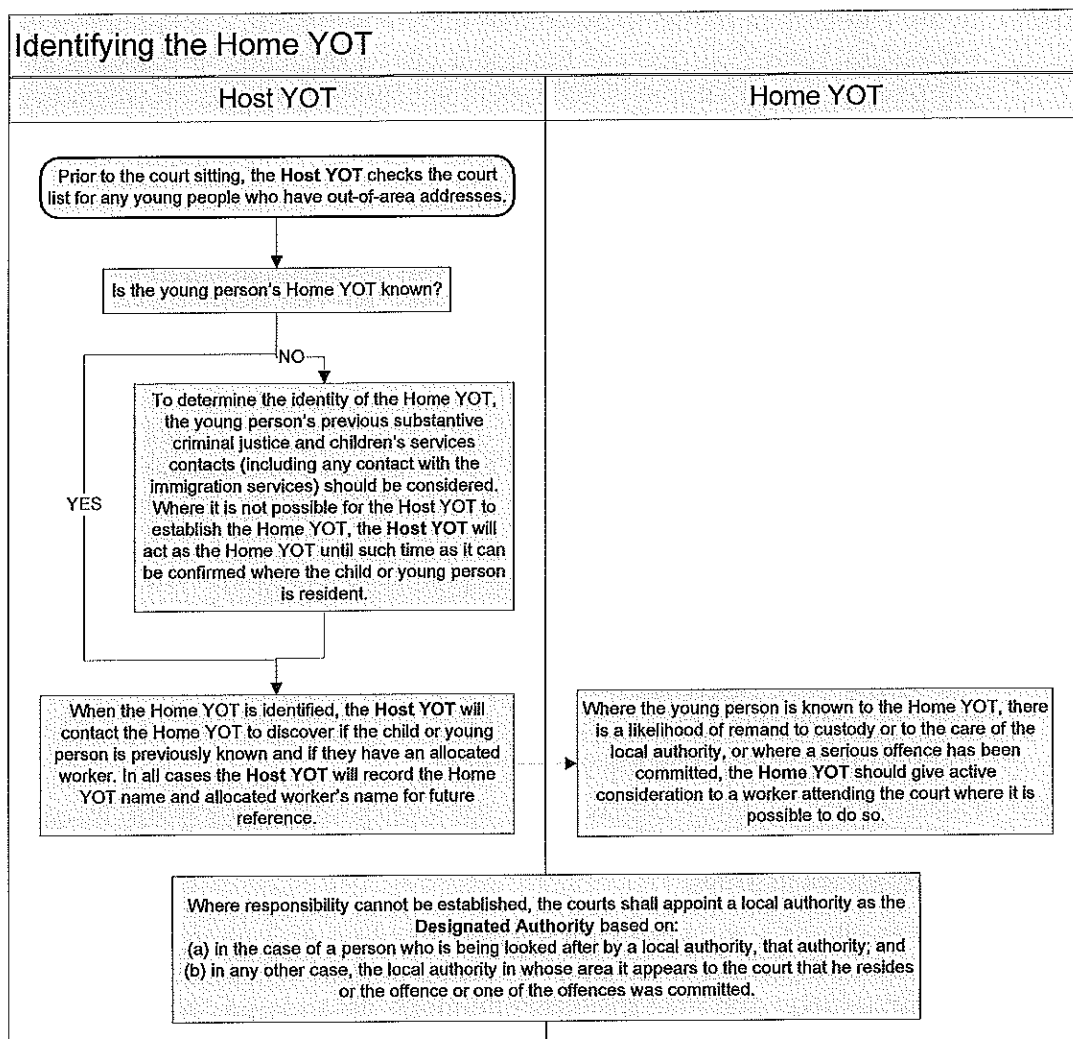 Identifying the Home YOT
Host YOT
Home YOT
Prior to the court sitting, the Host YOT checks the court
list for any young people who have out-of-area addresses.
Is the young person's Home YOT known?
NO
To determine the identity of the Home YOT,
the young person's previous substantive
criminal justice and children's services
contacts (including any contact with the
immigration services) should be considered.
Where it is not possible for the Host YOT to
establish the Home YOT, the Host YOT will
act as the Home YOT until such time as it can
be confirmed where the child or young person
is resident.
YES
When the Home YOT is identified, the Host YOT will
contact the Home YOT to discover if the child or young
person is previously known and if they have an allocated
worker. In all cases the Host YOT will record the Home
YOT name and allocated worker's name for future
reference.
Where the young person is known to the Home YOT, there
is a likelihood of remand to custody or to the care of the
local authority, or where a serious offence has been
committed, the Home YOT should give active
consideration to a worker attending the court where it is
possible to do so.
Where responsibility cannot be established, the courts shall appoint a local authority as the
Designated Authority based on:
(a) in the case of a person who is being looked after by a local authority, that authority; and
(b) in any other case, the local authority in whose area it appears to the court that he resides
or the offence or one of the offences was committed.